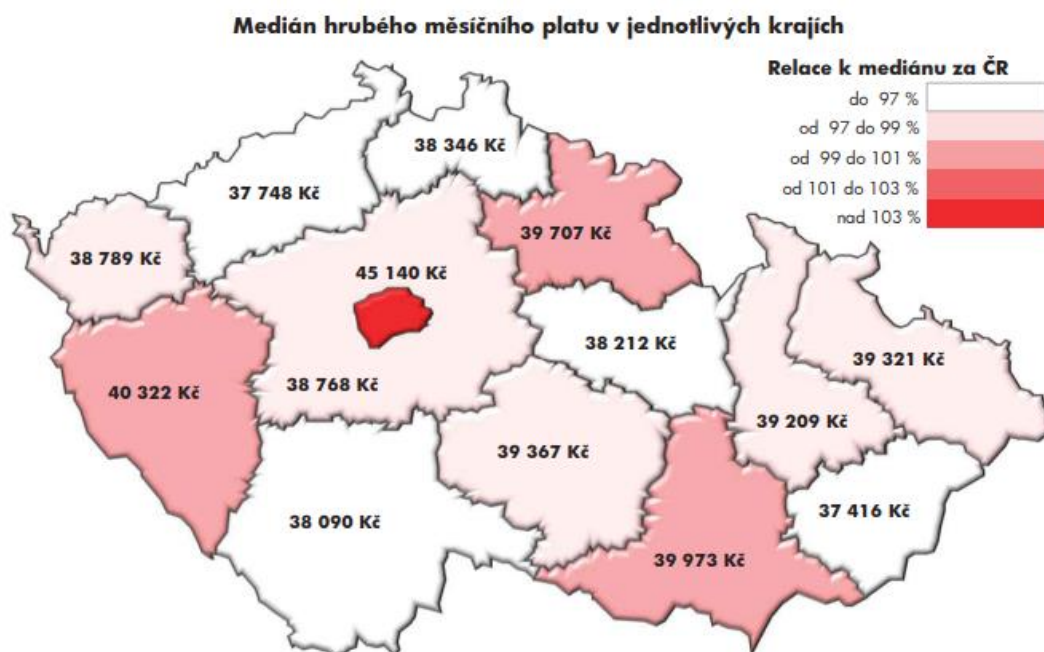 Medián hrubého měsíčního platu v jednotlivých krajích
Relace k mediánu za ČR
do 97 %
od 97 do 99 %
od 99 do 101 %
od 101 do 103 %
nad 103 %
38 346 Kč
37 748 Kč
39 707 Kč
38 789 Kč
45 140 Kč
38 212 Kč
39 321 Kč
40 322 Kč
38 768 Kč
39 209 Kč
39 367 Kč
37 416 Kč
38 090 Kč
39 973 Kč